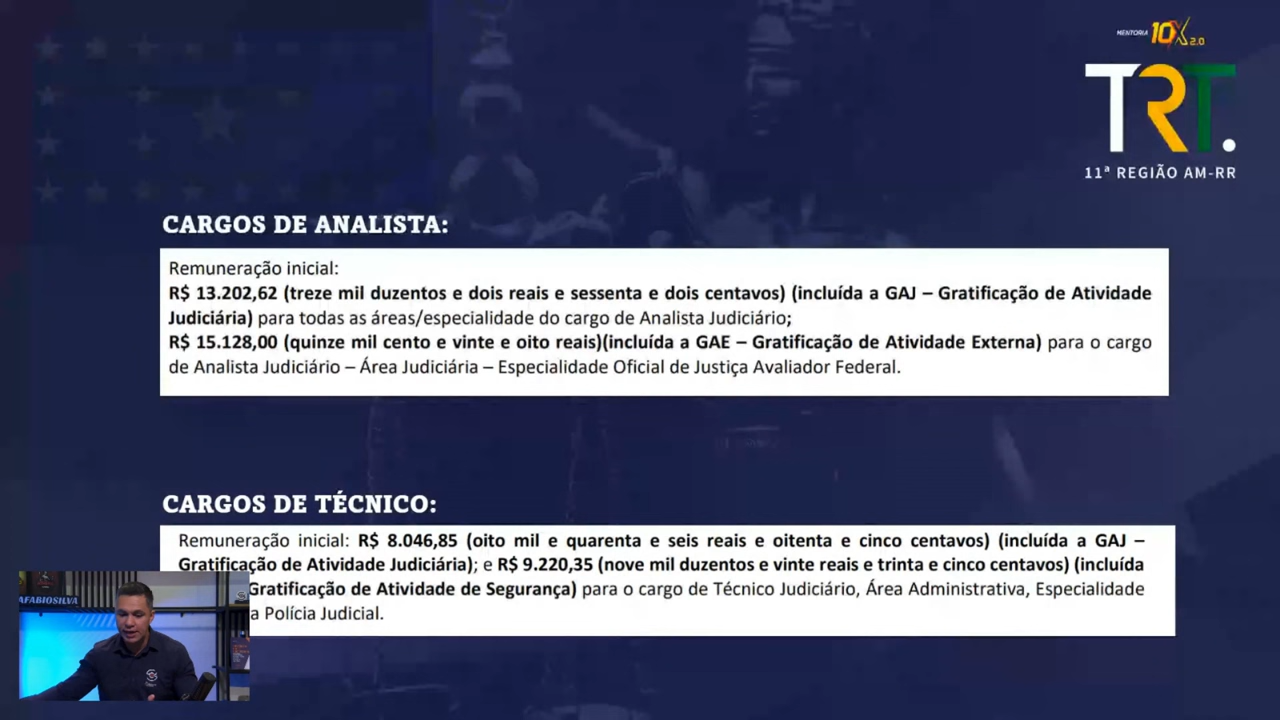 MENTORIA 10X 2.0
TRT.
11ª REGIÃO AM-RR
CARGOS DE ANALISTA:
Remuneração inicial:
R$ 13.202,62 (treze mil duzentos e dois reais e sessenta e dois centavos) (incluída a GAJ – Gratificação de Atividade
Judiciária) para todas as áreas/especialidade do cargo de Analista Judiciário;
R$ 15.128,00 (quinze mil cento e vinte e oito reais)(incluída a GAE – Gratificação de Atividade Externa) para o cargo
de Analista Judiciário – Área Judiciária – Especialidade Oficial de Justiça Avaliador Federal.
CARGOS DE TÉCNICO:
Remuneração inicial: R$ 8.046,85 (oito mil e quarenta e seis reais e oitenta e cinco centavos) (incluída a GAJ –
Gratificação de Atividade Judiciária); e R$ 9.220,35 (nove mil duzentos e vinte reais e trinta e cinco centavos) (incluída
Gratificação de Atividade de Segurança) para o cargo de Técnico Judiciário, Área Administrativa, Especialidade
a Polícia Judicial.
AFABIOSILVA